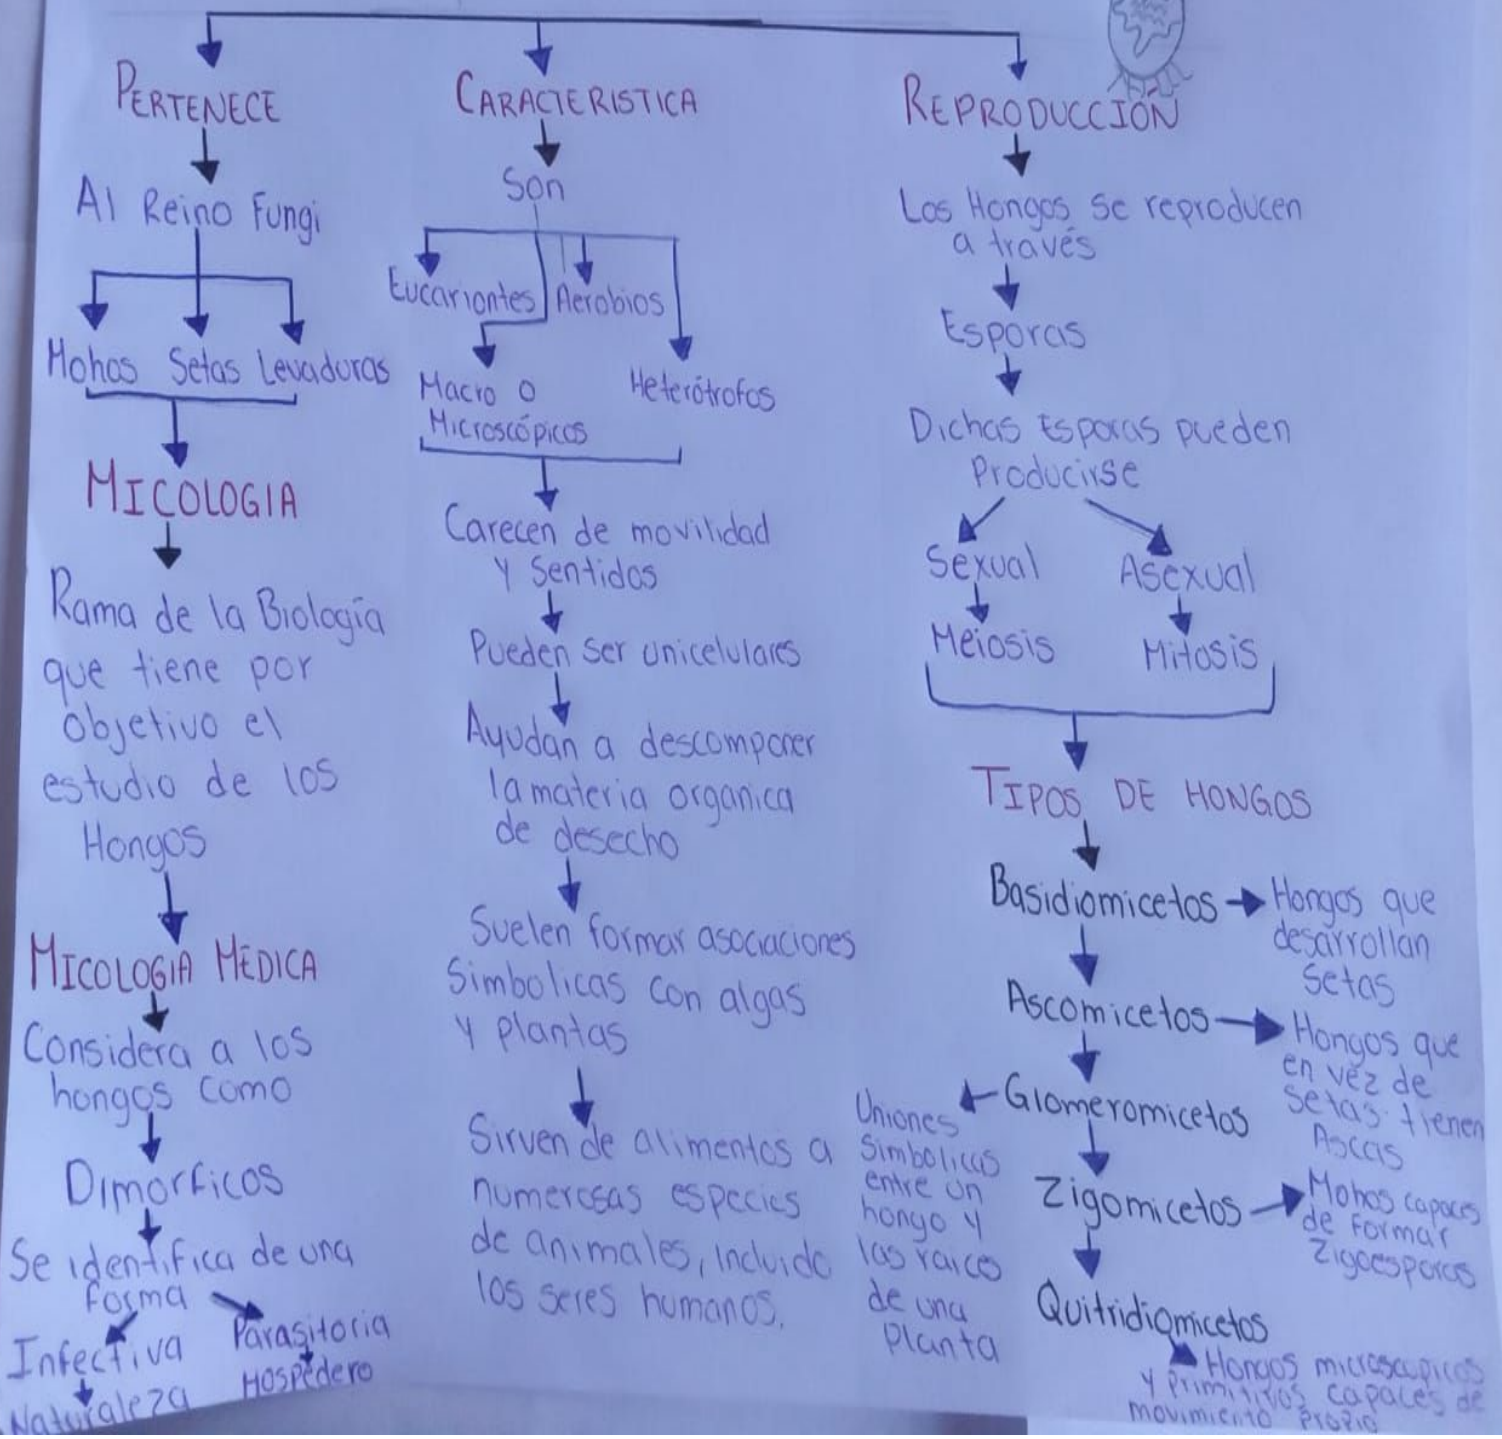 PERTENECE
Al Reino Fungi
Mohos Setas Levaduras
MICOLOGIA
Rama de la Biología
que tiene por
objetivo el
estudio de los
Hongos
MICOLOGIA MÉDICA
Considera a los
hongos como
Dimorficos
Se identifica de una
forma
Infectiva
Naturaleza
Parasitoria
Hospedero
CARACTERISTICA
Son
Eucariontes Aerobios
Macro o
Microscópicos
Heterótrofos
Carecen de movilidad
y sentidos
Pueden ser unicelulares
Ayudan a descomponer
la materia organica
de desecho
Suelen formar asociaciones
Simbolicas con algas
y plantas
Sirven de alimentos a
numerosas especies
de animales, incluido
los seres humanos.
REPRODUCCIÓN
Los Hongos se reproducen
a través
Esporas
Dichas Esporas pueden
Producirse
Sexual
Meiosis
Asexual
Mitosis
TIPOS DE HONGOS
Basidiomicetos
Hongos que
desarrollan
Setas
Ascomicetos
Hongos que
en véz de
Setas tienen
Ascas
Glomeromicetos
Uniones
Simbolicas
entre un
hongo y
las raices
de una
Planta
Zigomicetos
Mohos capaces
de formar
Zigoesporas
Quitridiomicetos
Hongos microscopicos
y Primitivos capaces de
movimiento propio